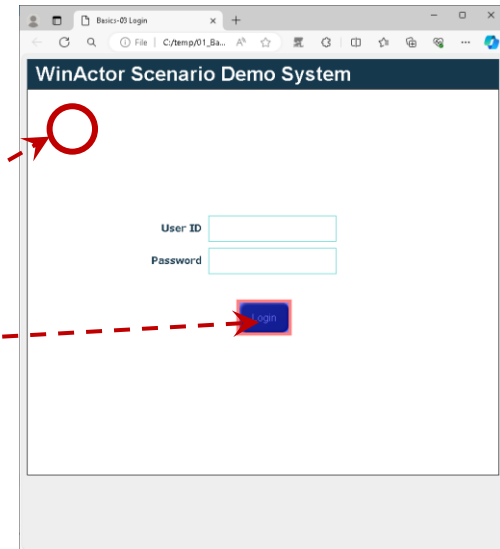 Basics-03 Login
File
C:/temp/01_Ba...
WinActor Scenario Demo System
User ID
Password
Login